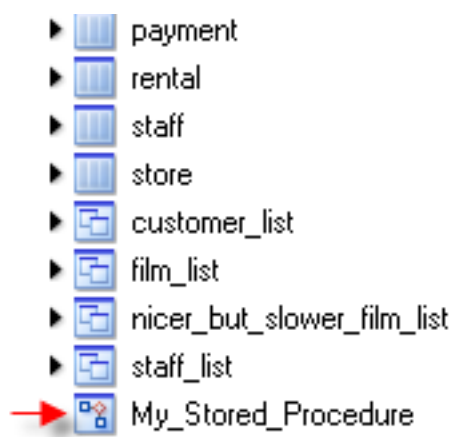 payment
rental
staff
store
customer_list
film_list
nicer_but_slower_film_list
staff_list
My_Stored_Procedure